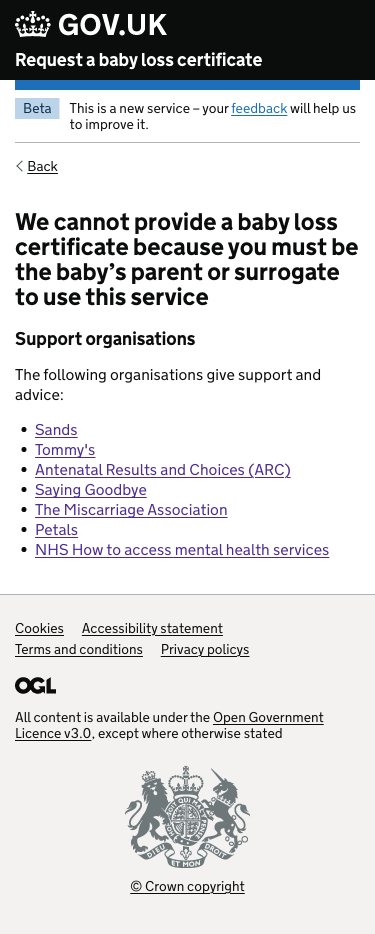 GOV.UK
Request a baby loss certificate
Beta
This is a new service – your feedback will help us
to improve it.
Back
We cannot provide a baby loss
certificate because you must be
the baby’s parent or surrogate
to use this service
Support organisations
The following organisations give support and
advice:
• Sands
• Tommy's
• Antenatal Results and Choices (ARC)
• Saying Goodbye
• The Miscarriage Association
• Petals
• NHS How to access mental health services
Cookies Accessibility statement
Terms and conditions Privacy policys
OGL
All content is available under the Open Government
Licence v3.0, except where otherwise stated
DIEU ET MON DROIT
© Crown copyright